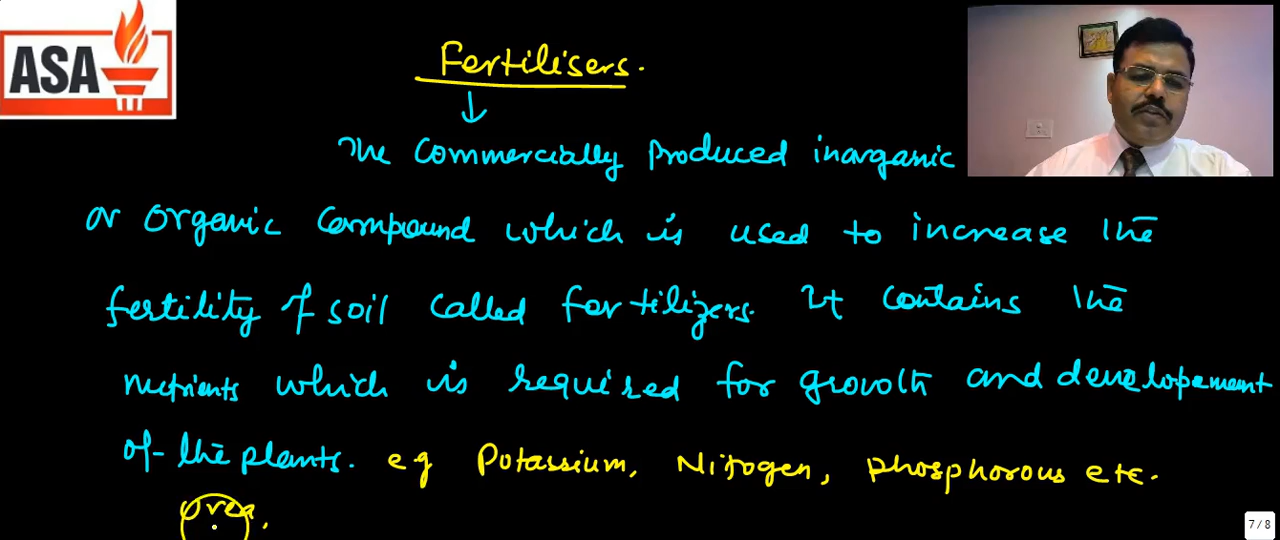 ASA
Fertilisers.
The commercially produced inarganic
or organic compound which is used to increase the
fertility of soil called fortilizers. It contains the
nutrients which is required for growth and developement
of the plants. eg Potassium, Nitrogen, phosphorous etc.
Urea,
7/8